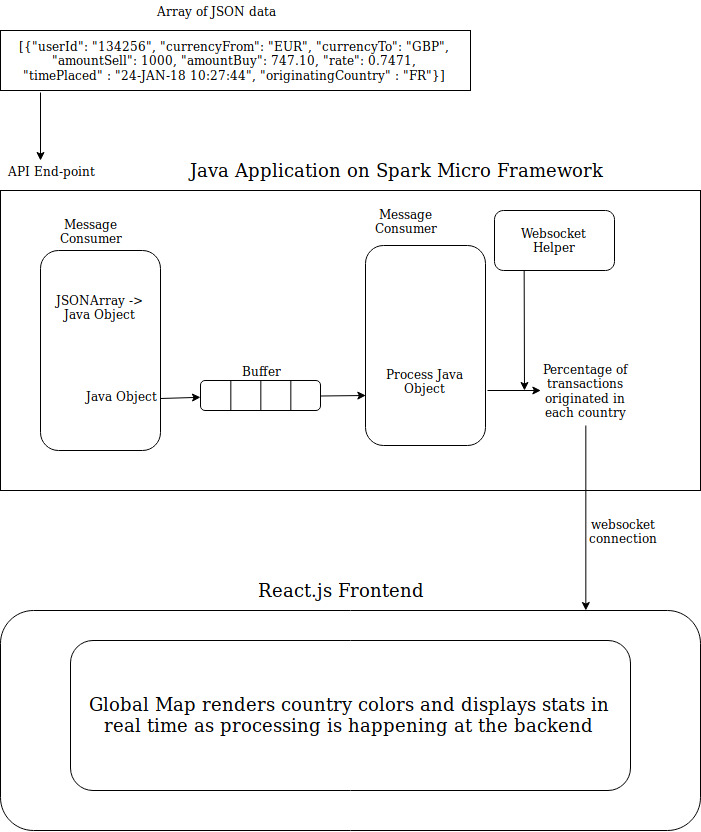 Array of JSON data
[{"userId": "134256", "currencyFrom": "EUR", "currencyTo": "GBP",
"amountSell": 1000, "amountBuy": 747.10, "rate": 0.7471,
"timePlaced" : "24-JAN-18 10:27:44", "originatingCountry" : "FR"}]
API End-point
Java Application on Spark Micro Framework
Message
Consumer
JSONArray ->
Java Object
Java Object
Buffer
Message
Consumer
Process Java
Object
Websocket
Helper
Percentage of
transactions
originated in
each country
websocket
connection
React.js Frontend
Global Map renders country colors and displays stats in
real time as processing is happening at the backend